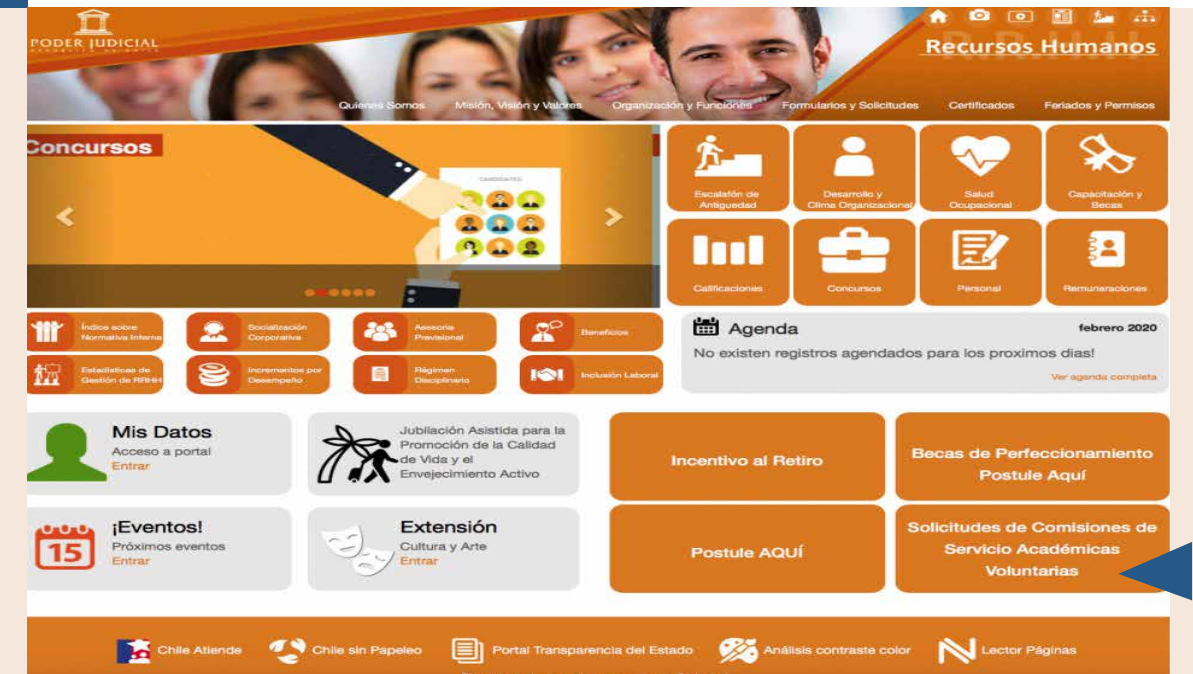 PODER JUDICIAL
Recursos Humanos
Quienes Somos
Misión, Visión y Valores
Organización y Funciones
Formularios y Solicitudes
Certificados
Feriados y Permisos
Concursos
CANDIDATES
Escalafón de
Antiguedad
Desarrollo y
Clima Organizacional
Salud
Ocupacional
Capacitación y
Becas
Calificaciones
Concursos
Personal
Remuneraciones
Índice sobre
Normativa Interna
Socialización
Corporativa
Asesoría
Previsional
Beneficios
Estadísticas de
Gestión de RRHH
Incrementos por
Desempeño
Régimen
Disciplinario
Inclusión Laboral
Agenda
febrero 2020
No existen registros agendados para los proximos dias!
Ver agenda completa
Mis Datos
Acceso a portal
Entrar
Jubilación Asistida para la
Promoción de la Calidad
de Vida y el
Envejecimiento Activo
Incentivo al Retiro
Becas de Perfeccionamiento
Postule Aquí
15
¡Eventos!
Próximos eventos
Entrar
Extensión
Cultura y Arte
Entrar
Postule AQUÍ
Solicitudes de Comisiones de
Servicio Académicas
Voluntarias
Chile Atiende
Chile sin Papeleo
Portal Transparencia del Estado
Análisis contraste color
Lector Páginas